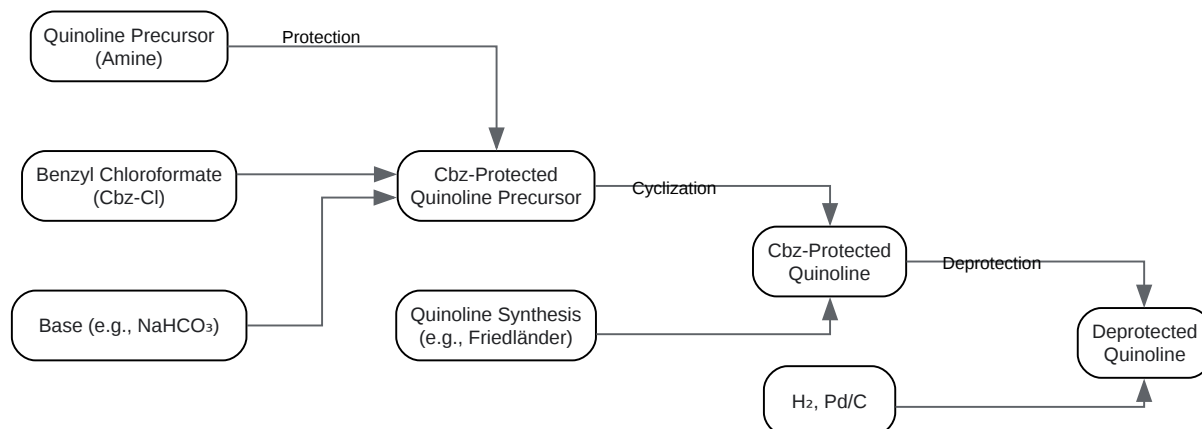 Quinoline Precursor
(Amine)
Protection
Benzyl Chloroformate
(Cbz-Cl)
Cbz-Protected
Quinoline Precursor
Cyclization
Cbz-Protected
Quinoline
Deprotection
Base (e.g., NaHCO₃)
Quinoline Synthesis
(e.g., Friedländer)
Deprotected
Quinoline
H₂, Pd/C